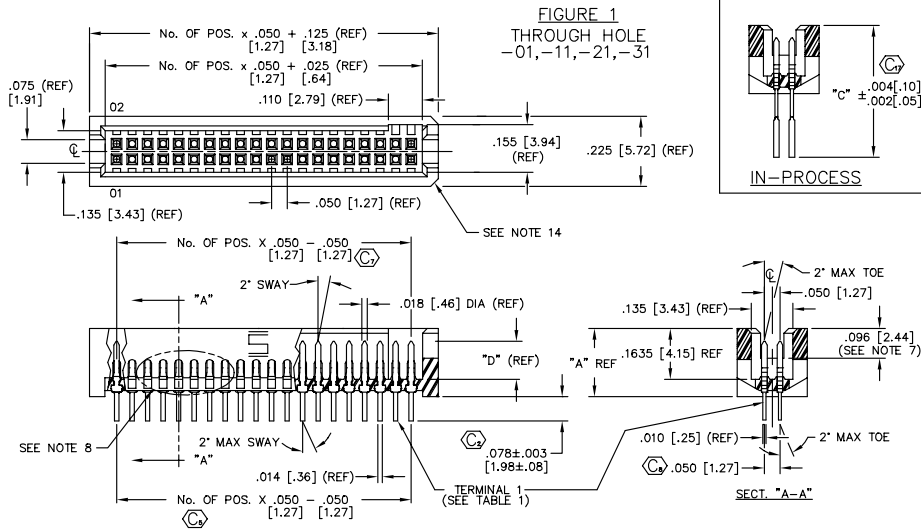 FIGURE 1
THROUGH HOLE
-01,-11,-21,-31
No. OF POS. x .050 + .125 (REF)
[1.27] [3.18]
No. OF POS. x .050 + .025 (REF)
[1.27] [.64]
.075 (REF)
[1.91]
.110 [2.79] (REF)
02
℄
01
.155 [3.94]
(REF)
.225 [5.72] (REF)
.135 [3.43] (REF)
.050 [1.27] (REF)
SEE NOTE 14
C17
"C" ± .004[.10]
.002[.05]
IN-PROCESS
No. OF POS. X .050 - .050
[1.27] [1.27]
C7
"A"
2° SWAY
.018 [.46] DIA (REF)
"D" (REF)
"A" REF
SEE NOTE 8
2° MAX SWAY
"A"
.014 [.36] (REF)
C2
.078±.003
[1.98±.08]
TERMINAL 1
(SEE TABLE 1)
No. OF POS. X .050 - .050
[1.27] [1.27]
℄
2° MAX TOE
.050 [1.27]
.135 [3.43] (REF)
.1635 [4.15] REF
.096 [2.44]
(SEE NOTE 7)
.010 [.25] (REF)
2° MAX TOE
.050 [1.27]
SECT. "A-A"